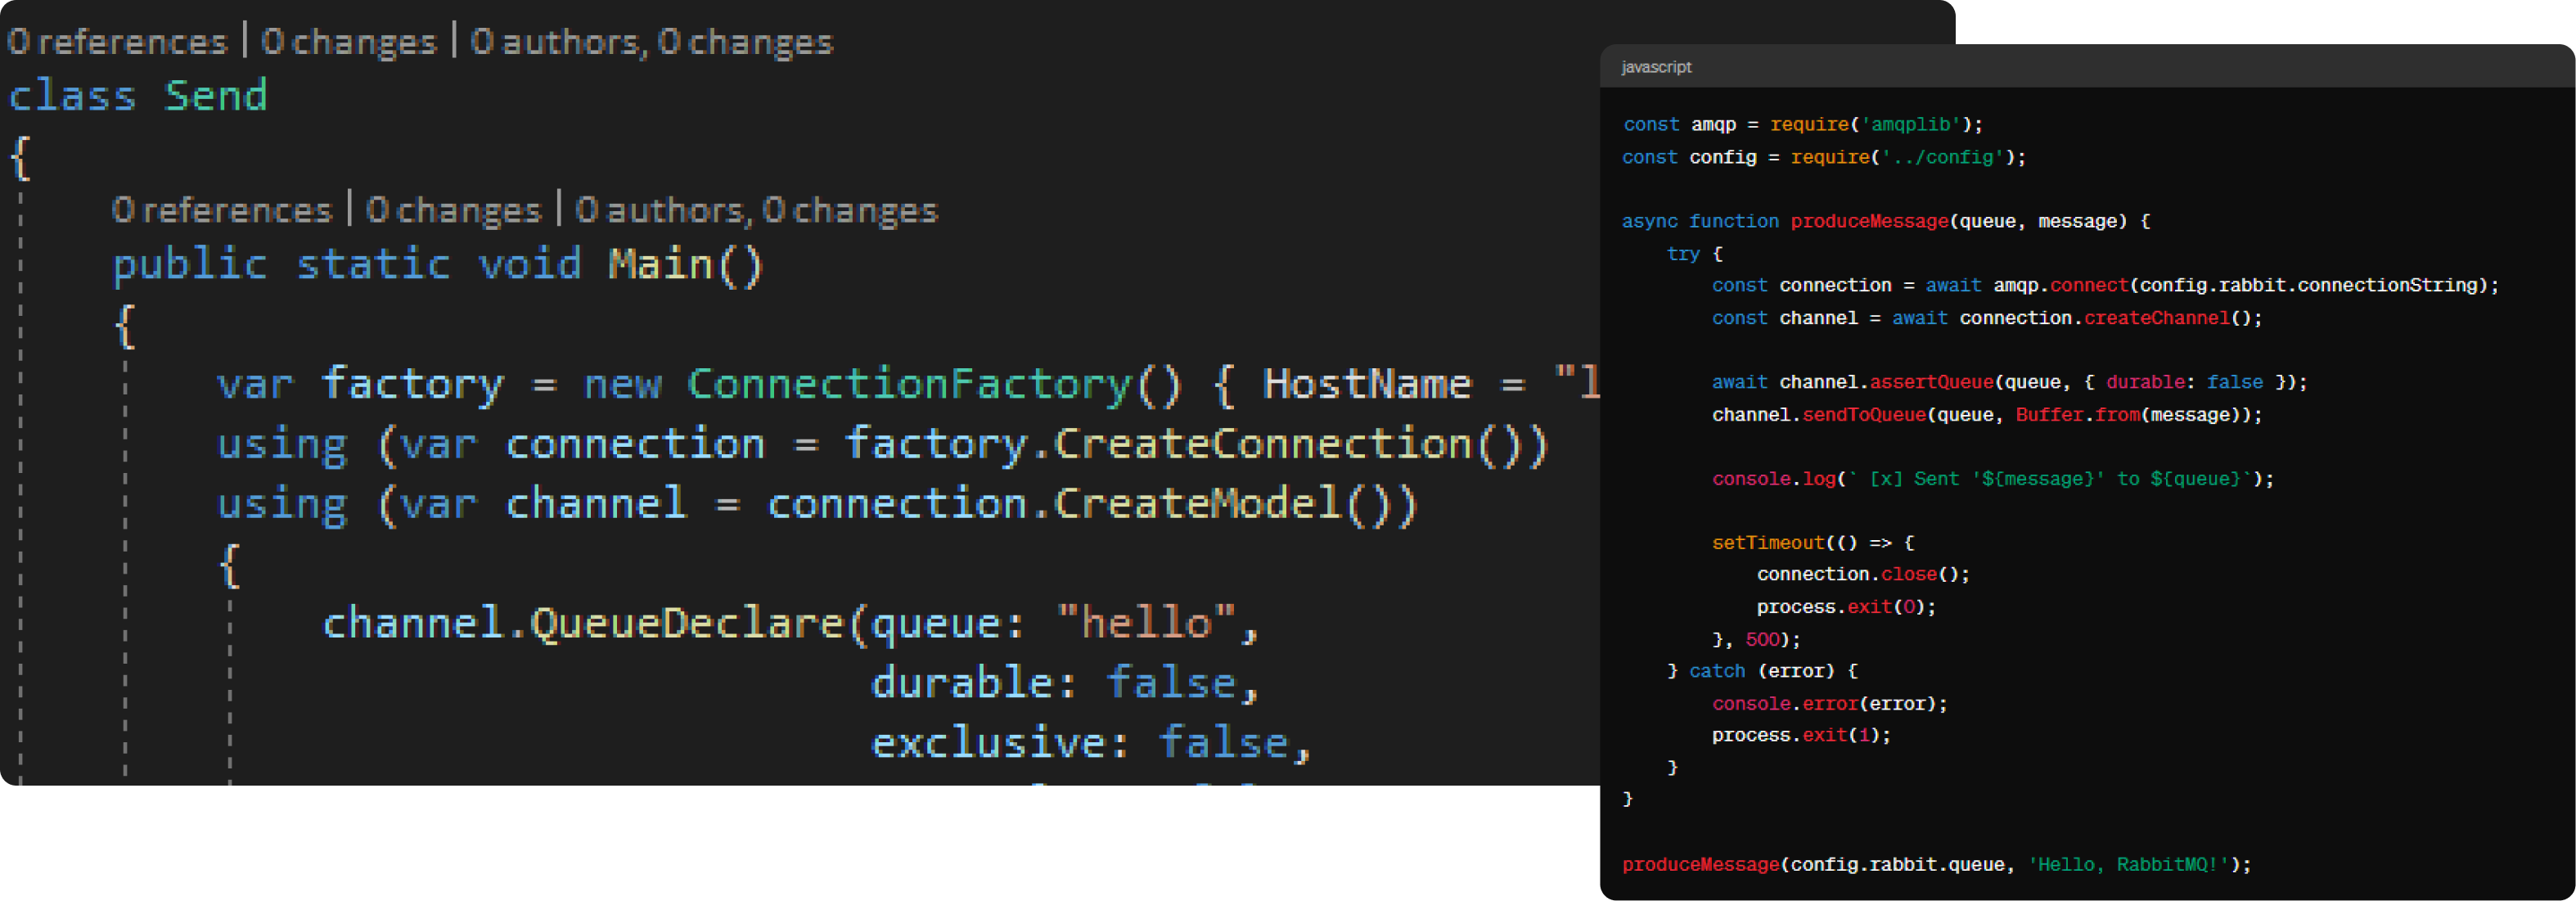 0 references | 0 changes | 0 authors, 0 changes
class Send
{
0 references | 0 changes | 0 authors, 0 changes
public static void Main()
{
var factory = new ConnectionFactory() { HostName = "l
using (var connection = factory.CreateConnection())
using (var channel = connection.CreateModel())
{
channel.QueueDeclare(queue: "hello",
durable: false,
exclusive: false,
javascript
const amqp = require('amqplib');
const config = require('../config');
async function produceMessage(queue, message) {
try {
const connection = await amqp.connect(config.rabbit.connectionString);
const channel = await connection.createChannel();
await channel.assertQueue(queue, { durable: false });
channel.sendToQueue(queue, Buffer.from(message));
console.log(` [x] Sent '${message}' to ${queue}`);
setTimeout(() => {
connection.close();
process.exit(0);
}, 500);
} catch (error) {
console.error(error);
process.exit(1);
}
}
produceMessage(config.rabbit.queue, 'Hello, RabbitMQ!');